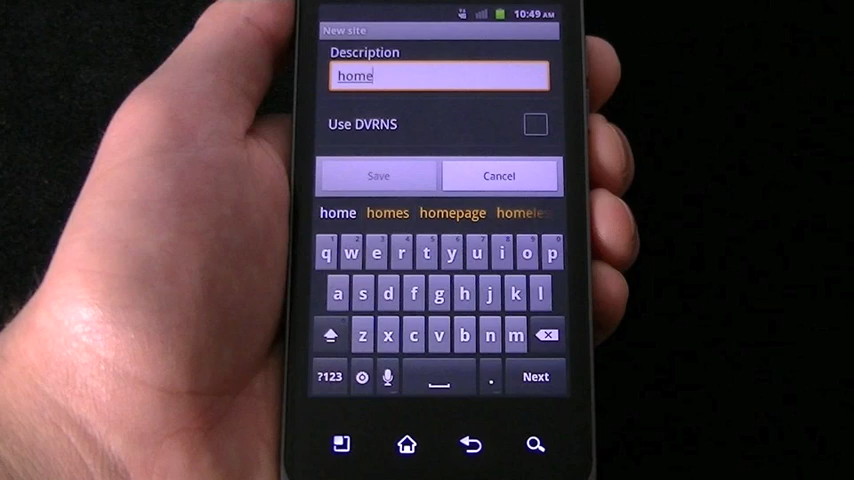 10:49 AM
New site
Description
home
Use DVRNS
Save Cancel
home homes homepage homeles
1 2 3 4 5 6 7 8 9 0
q w e r t y u i o p
a s d f g h j k l
z x c v b n m
?123 . Next